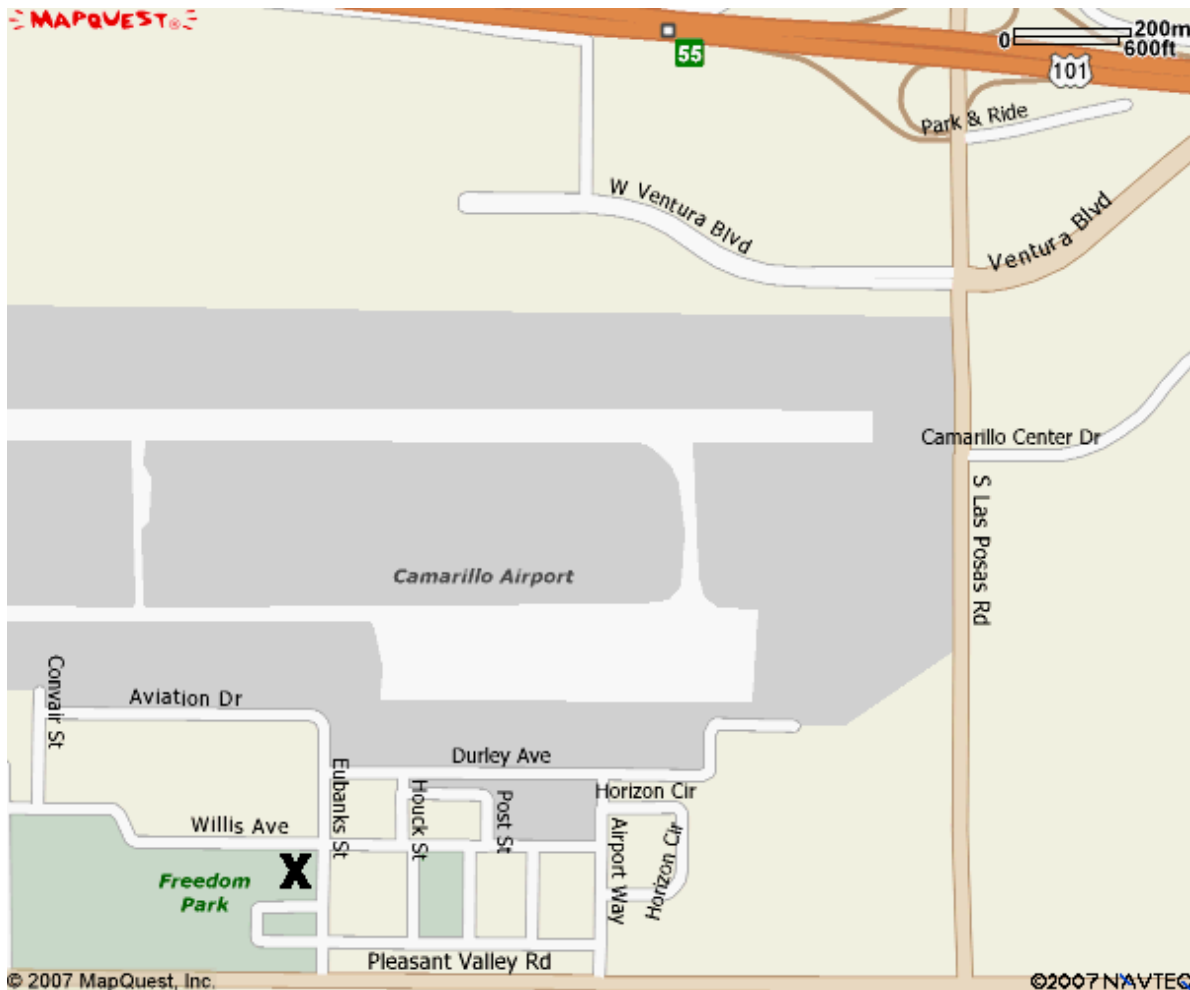 MAPQUEST®
0 200m
600ft
55
101
Park & Ride
W Ventura Blvd
Ventura Blvd
Camarillo Center Dr
S Las Posas Rd
Camarillo Airport
Convair St
Aviation Dr
Durley Ave
Eubanks St
Houck St
Post St
Horizon Cir
Airport Way
Horizon Cir
Willis Ave
X
Freedom
Park
Pleasant Valley Rd
© 2007 MapQuest, Inc.
©2007 NAVTEQ